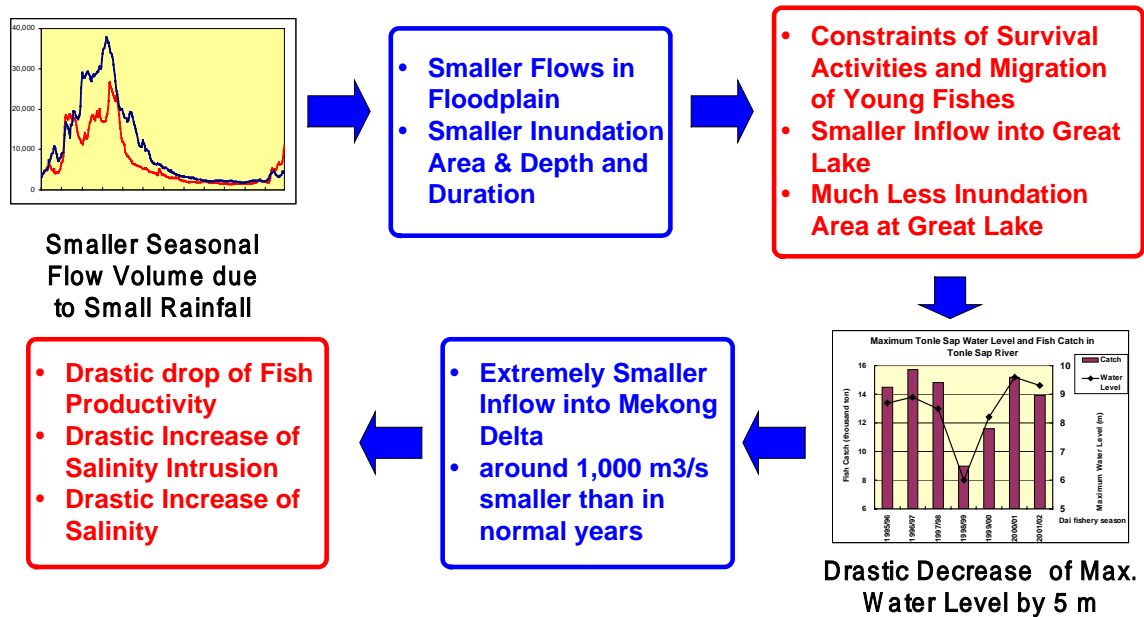 40,000
30,000
20,000
10,000
0
Smaller Seasonal
Flow Volume due
to Small Rainfall
• Smaller Flows in
Floodplain
• Smaller Inundation
Area & Depth and
Duration
• Constraints of Survival
Activities and Migration
of Young Fishes
• Smaller Inflow into Great
Lake
• Much Less Inundation
Area at Great Lake
Maximum Tonle Sap Water Level and Fish Catch in
Tonle Sap River
Catch
Water
Level
Fish Catch (thousand ton)
16
14
12
10
8
6
Maximum Water Level (m)
10
9
8
7
6
5
1995/96
1996/97
1997/98
1998/99
1999/00
2000/01
2001/02
Dai fishery season
Drastic Decrease of Max.
Water Level by 5 m
• Extremely Smaller
Inflow into Mekong
Delta
• around 1,000 m3/s
smaller than in
normal years
• Drastic drop of Fish
Productivity
• Drastic Increase of
Salinity Intrusion
• Drastic Increase of
Salinity